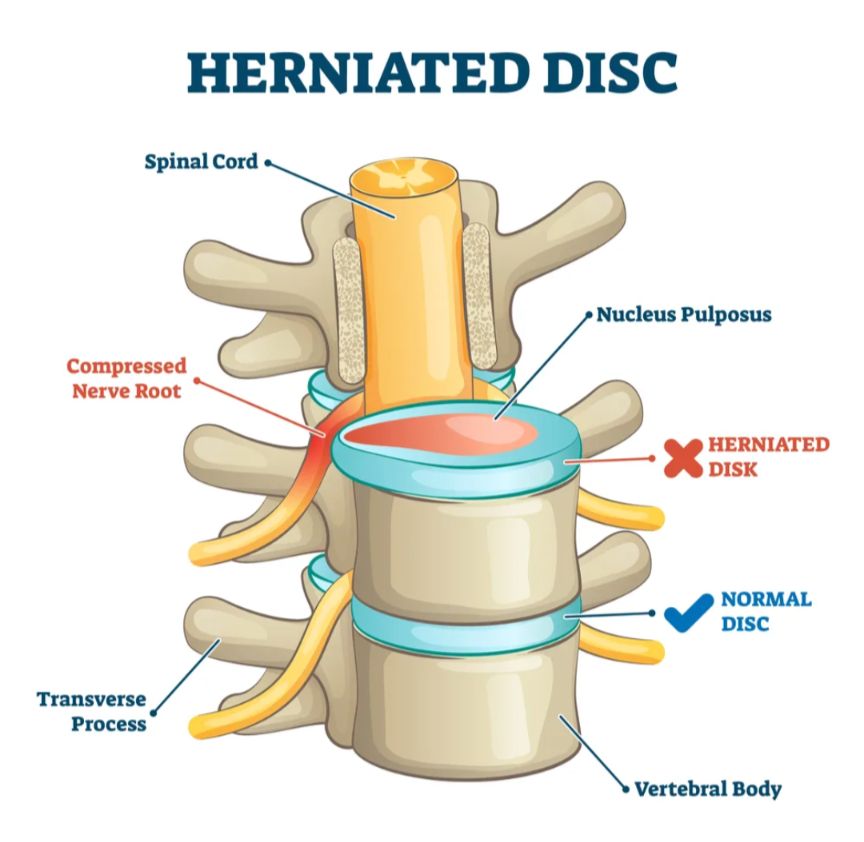 HERNIATED DISC
Spinal Cord
Nucleus Pulposus
Compressed
Nerve Root
HERNIATED
DISK
NORMAL
DISC
Transverse
Process
Vertebral Body